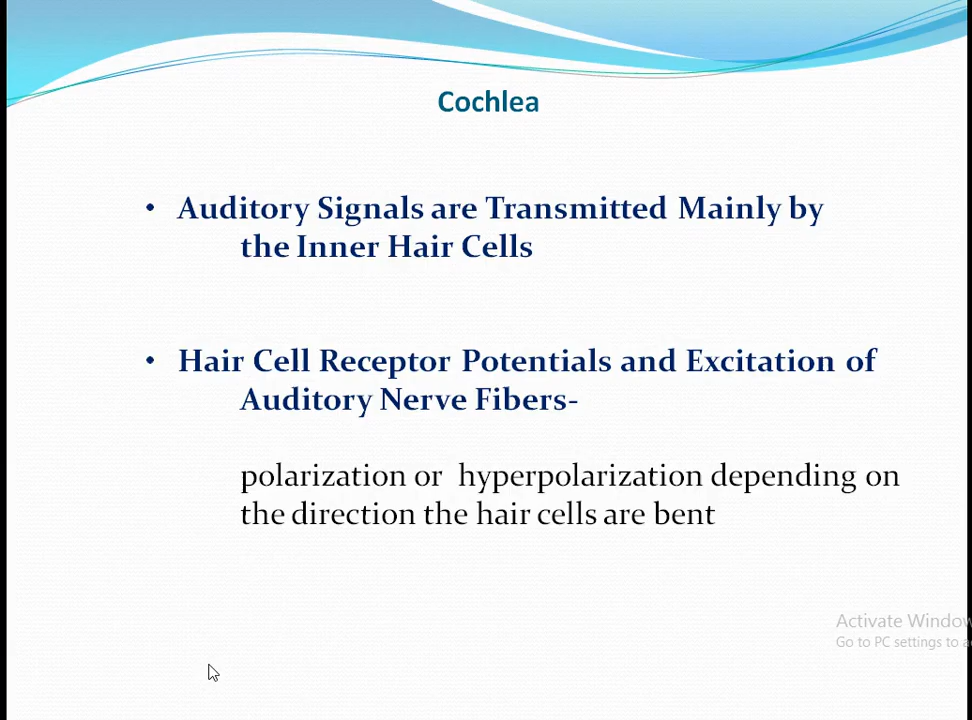 Cochlea
• Auditory Signals are Transmitted Mainly by
the Inner Hair Cells
• Hair Cell Receptor Potentials and Excitation of
Auditory Nerve Fibers-
polarization or hyperpolarization depending on
the direction the hair cells are bent
Activate Window
Go to PC settings to a